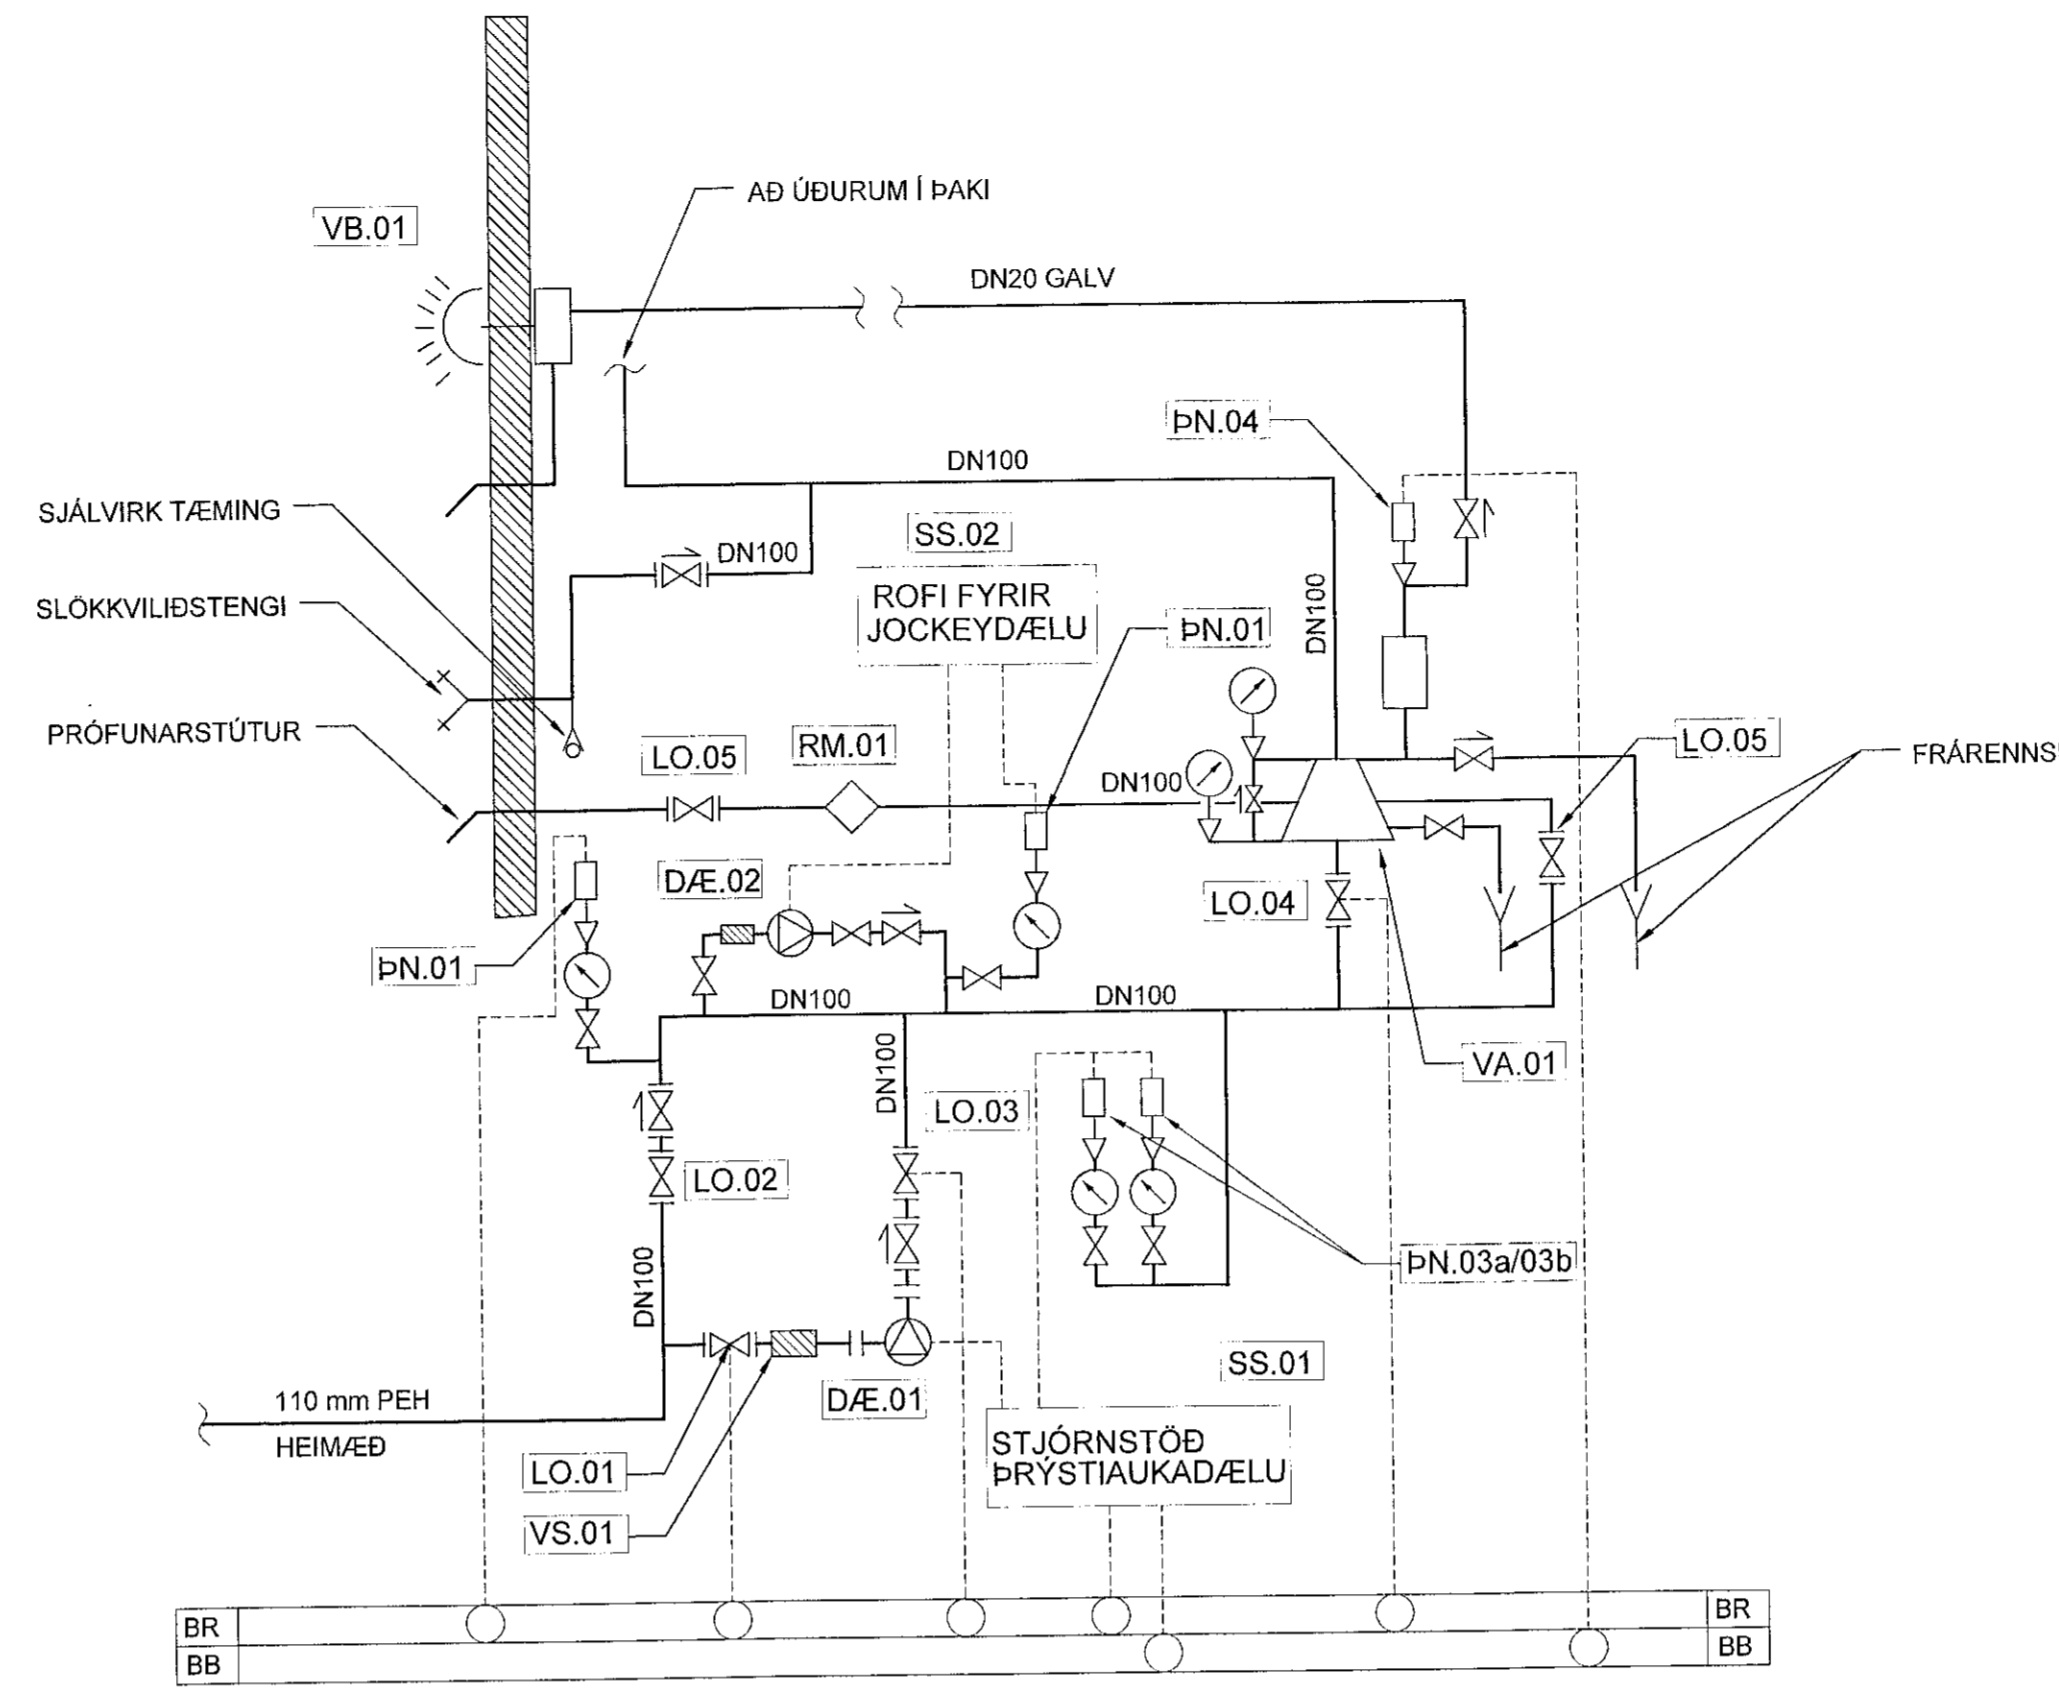 AÐ ÚÐURUM Í ÞAKI
VB.01
DN20 GALV
ÞN.04
DN100
SJÁLVIRK TÆMING
SS.02
DN100
ROFI FYRIR
JOCKEYDÆLU
SLÖKKVILIÐSTENGI
ÞN.01
DN100
PRÓFUNARSTÚTUR
LO.05
RM.01
LO.05
FRÁRENNS
DN100
DÆ.02
LO.04
ÞN.01
DN100
DN100
DN100
VA.01
LO.03
LO.02
ÞN.03a/03b
DN100
SS.01
110 mm PEH
HEIMÆÐ
DÆ.01
STJÓRNSTÖÐ
ÞRÝSTIAUKADÆLU
LO.01
VS.01
BR
BR
BB
BB